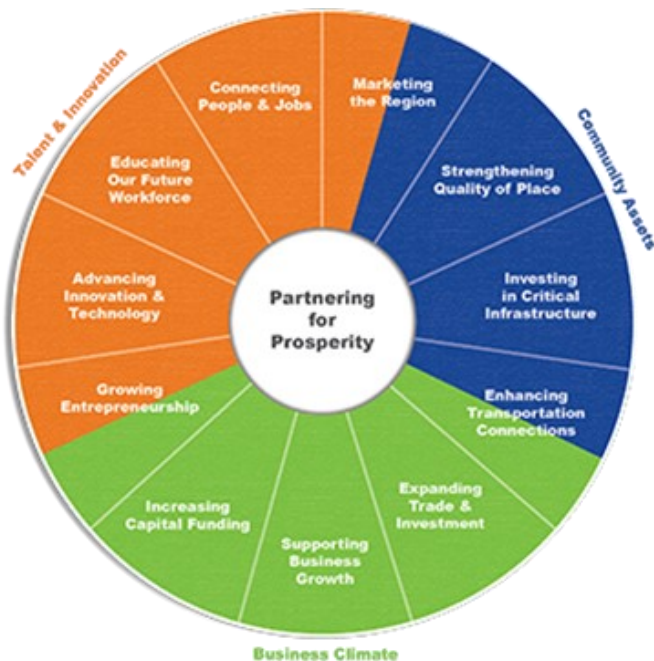 Talent & Innovation
Connecting
People & Jobs
Marketing
the Region
Community Assets
Educating
Our Future
Workforce
Strengthening
Quality of Place
Advancing
Innovation &
Technology
Partnering
for
Prosperity
Investing
in Critical
Infrastructure
Growing
Entrepreneurship
Enhancing
Transportation
Connections
Increasing
Capital Funding
Expanding
Trade &
Investment
Supporting
Business
Growth
Business Climate